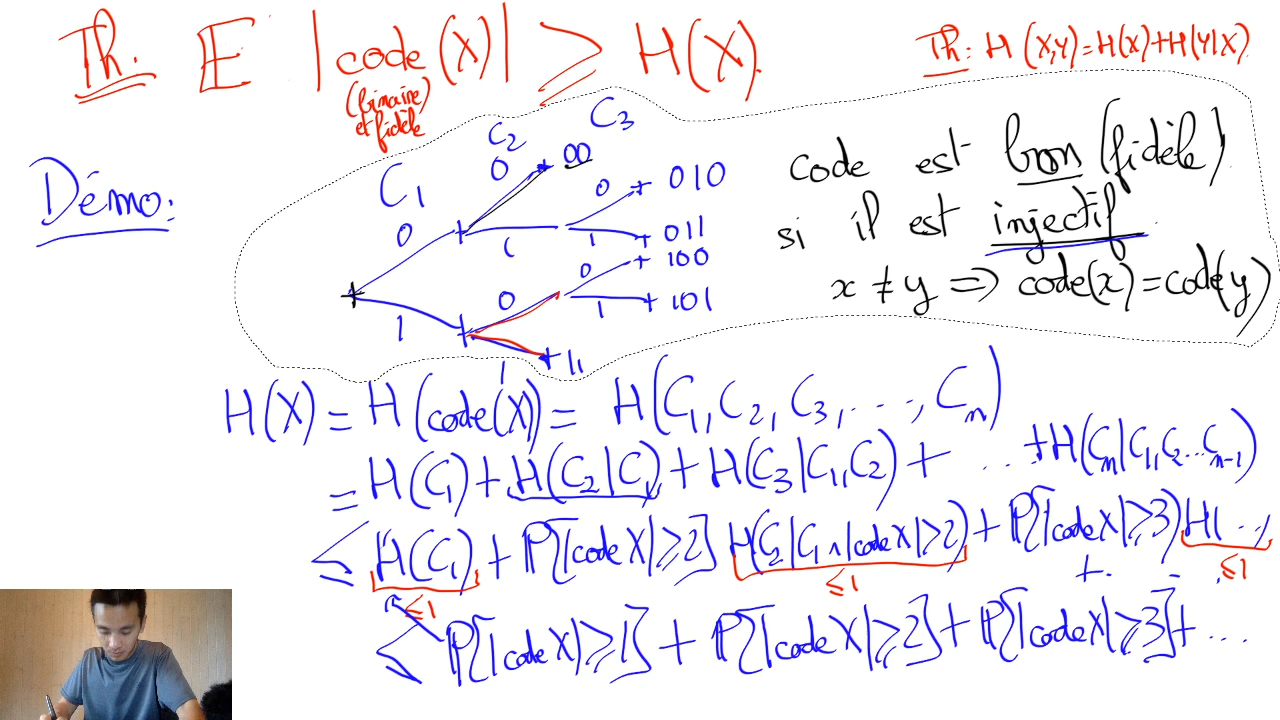 Th: E |code(X)| ⩾ H(X).
(binaire)
et fidèle
Th: H(X,Y)=H(X)+H(Y|X)
Démo:
C1 C2 C3
0 0 00
0 010
1 1 011
0 100
1 0 1 101
1 11
code est bon (fidèle)
si il est injectif
x ≠ y => code(x)=code(y)
H(X) = H(code(X)) = H(C1, C2, C3, ..., Cn)
= H(C1) + H(C2|C1) + H(C3|C1,C2) + ... + H(Cn|C1,C2...Cn-1)
⩽ H(C1) + P[|code X|⩾2] H(C2|C1 ∧ |code X|⩾2) + P[|code X|⩾3] H(...)
⩽1 ⩽1 + ... ⩽1
⩽ P[|code X|⩾1] + P[|code X|⩾2] + P[|code X|⩾3] + ...